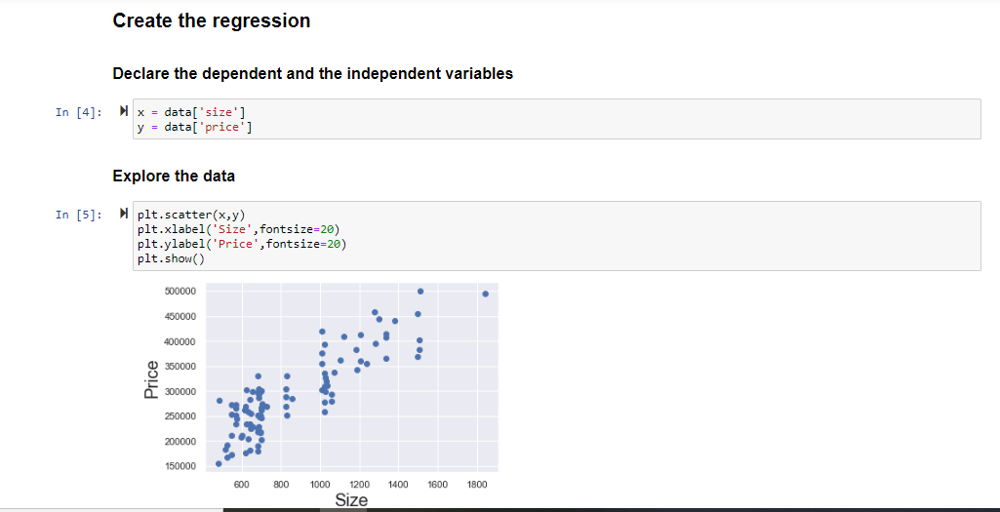 Create the regression
Declare the dependent and the independent variables
In [4]:
x = data['size']
y = data['price']
Explore the data
In [5]:
plt.scatter(x,y)
plt.xlabel('Size',fontsize=20)
plt.ylabel('Price',fontsize=20)
plt.show()
500000
450000
400000
350000
300000
250000
200000
150000
Price
600 800 1000 1200 1400 1600 1800
Size